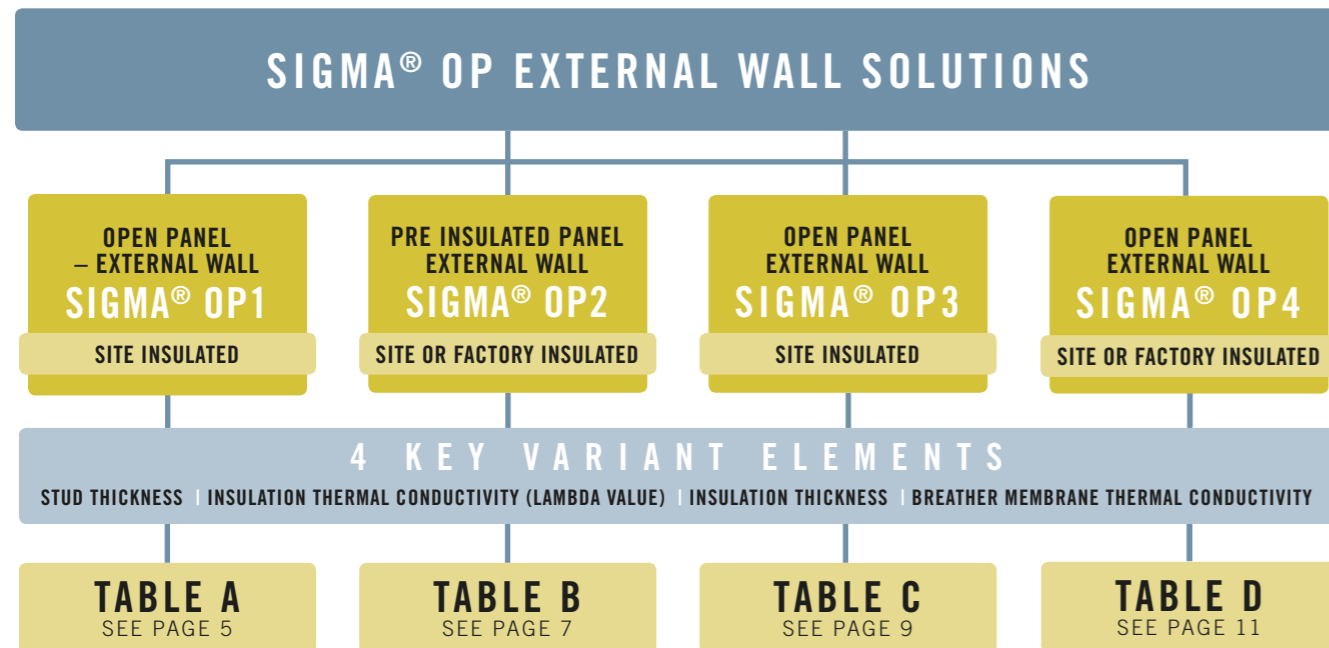 SIGMA® OP EXTERNAL WALL SOLUTIONS
OPEN PANEL
– EXTERNAL WALL
SIGMA® OP1
SITE INSULATED
PRE INSULATED PANEL
EXTERNAL WALL
SIGMA® OP2
SITE OR FACTORY INSULATED
OPEN PANEL
EXTERNAL WALL
SIGMA® OP3
SITE INSULATED
OPEN PANEL
EXTERNAL WALL
SIGMA® OP4
SITE OR FACTORY INSULATED
4 KEY VARIANT ELEMENTS
STUD THICKNESS | INSULATION THERMAL CONDUCTIVITY (LAMBDA VALUE) | INSULATION THICKNESS | BREATHER MEMBRANE THERMAL CONDUCTIVITY
TABLE A
SEE PAGE 5
TABLE B
SEE PAGE 7
TABLE C
SEE PAGE 9
TABLE D
SEE PAGE 11